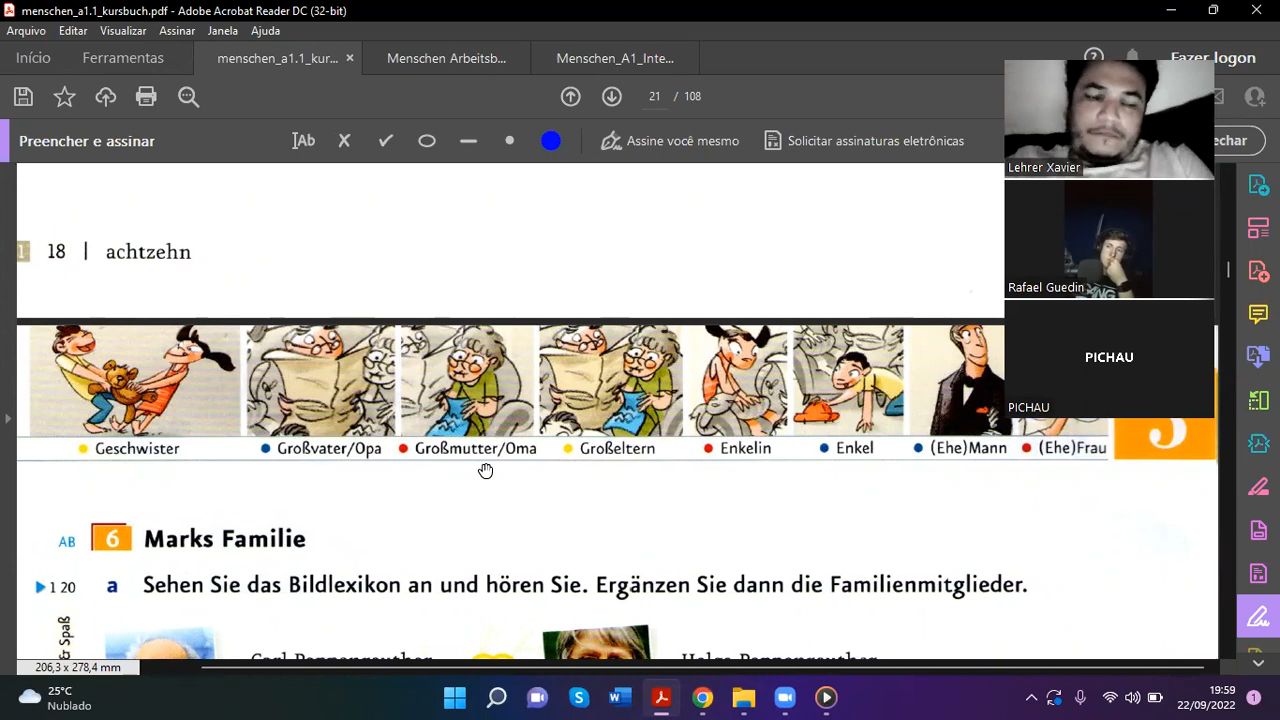 menschen_a1.1_kursbuch.pdf - Adobe Acrobat Reader DC (32-bit)
Arquivo Editar Visualizar Assinar Janela Ajuda
Início Ferramentas menschen_a1.1_kur... Menschen Arbeitsb... Menschen_A1_Inte... Fazer logon
21 / 108
Preencher e assinar
Ab
Assine você mesmo
Solicitar assinaturas eletrônicas
char
Lehrer Xavier
Rafael Guedin
PICHAU
PICHAU
18 | achtzehn
Geschwister
Großvater/Opa
Großmutter/Oma
Großeltern
Enkelin
Enkel
(Ehe)Mann
(Ehe)Frau
AB 6 Marks Familie
1 20 a Sehen Sie das Bildlexikon an und hören Sie. Ergänzen Sie dann die Familienmitglieder.
Spaß
206,3 x 278,4 mm
25°C
Nublado
19:59
22/09/2022
1